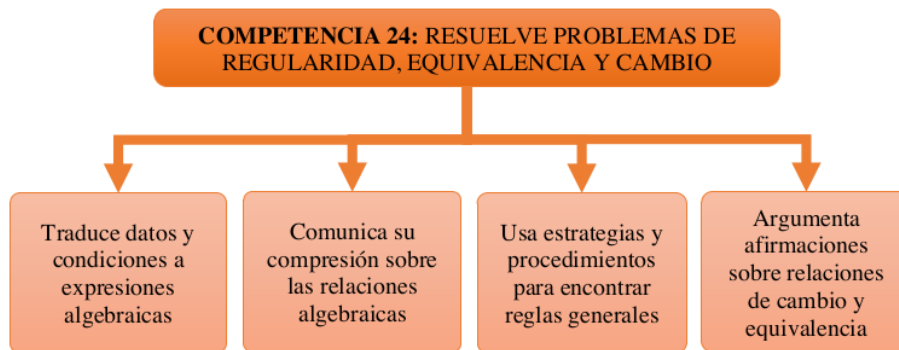 COMPETENCIA 24: RESUELVE PROBLEMAS DE
REGULARIDAD, EQUIVALENCIA Y CAMBIO
Traduce datos y
condiciones a
expresiones
algebraicas
Comunica su
compresión sobre
las relaciones
algebraicas
Usa estrategias y
procedimientos
para encontrar
reglas generales
Argumenta
afirmaciones
sobre relaciones
de cambio y
equivalencia